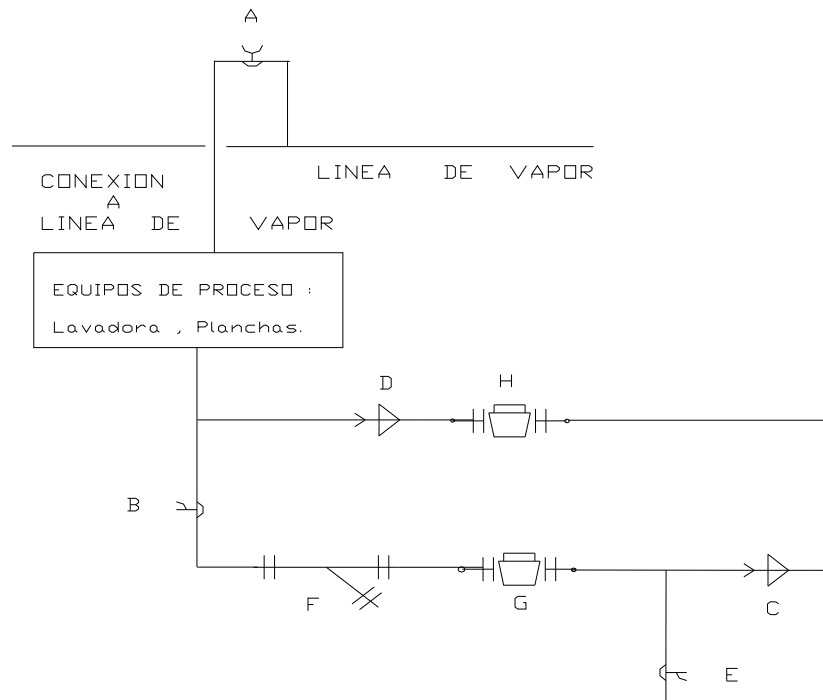 A
LINEA DE VAPOR
CONEXION
A
LINEA DE VAPOR
EQUIPOS DE PROCESO :
Lavadora , Planchas.
D
H
B
F
G
C
E